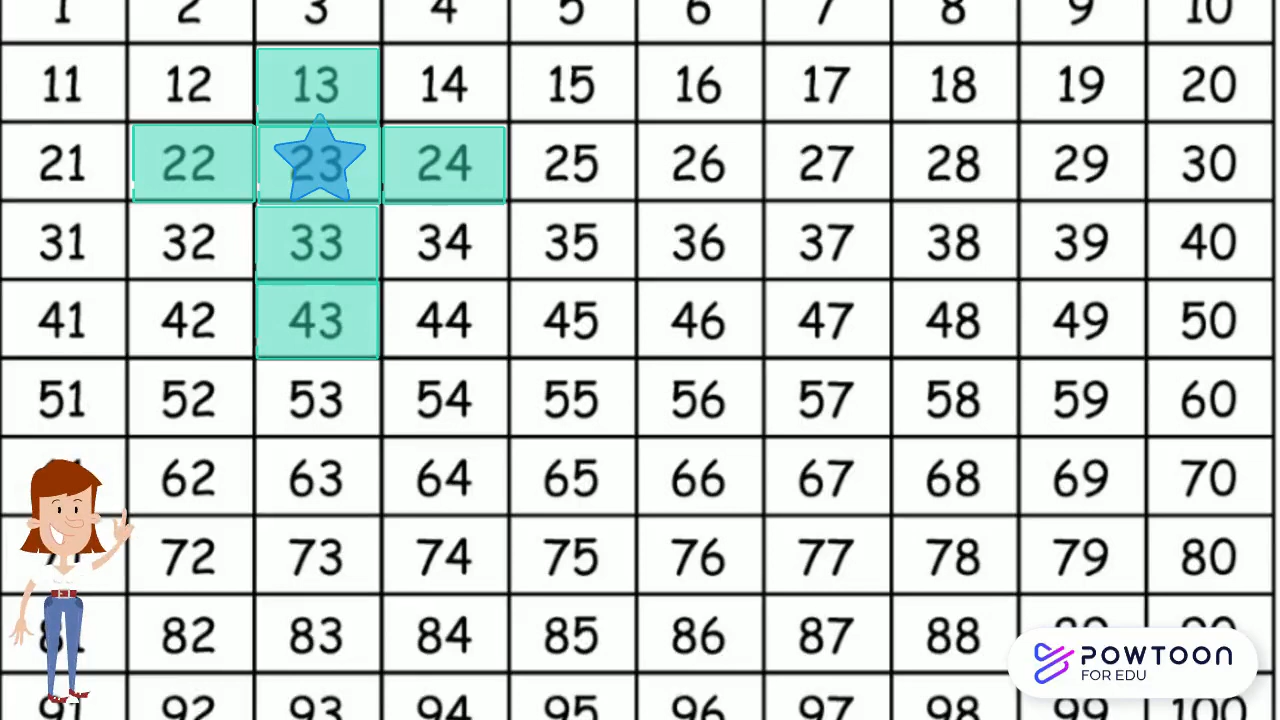 1 2 3 4 5 6 7 8 9 10
11 12 13 14 15 16 17 18 19 20
21 22 23 24 25 26 27 28 29 30
31 32 33 34 35 36 37 38 39 40
41 42 43 44 45 46 47 48 49 50
51 52 53 54 55 56 57 58 59 60
62 63 64 65 66 67 68 69 70
72 73 74 75 76 77 78 79 80
81 82 83 84 85 86 87 88 89 90
91 92 93 94 95 96 97 98 99 100
POWTOON
FOR EDU